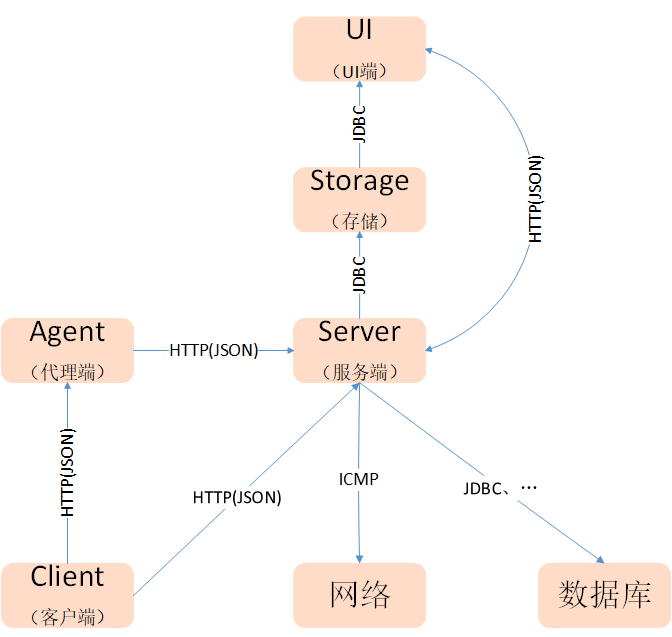 UI
（UI端）
JDBC
HTTP(JSON)
Storage
（存储）
JDBC
Agent
（代理端）
HTTP(JSON)
Server
（服务端）
HTTP(JSON)
HTTP(JSON)
ICMP
JDBC、…
Client
（客户端）
网络
数据库